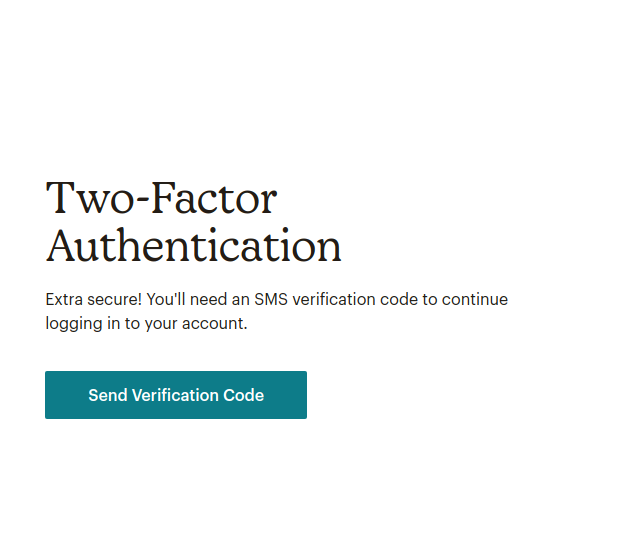 Two-Factor
Authentication
Extra secure! You'll need an SMS verification code to continue
logging in to your account.
Send Verification Code